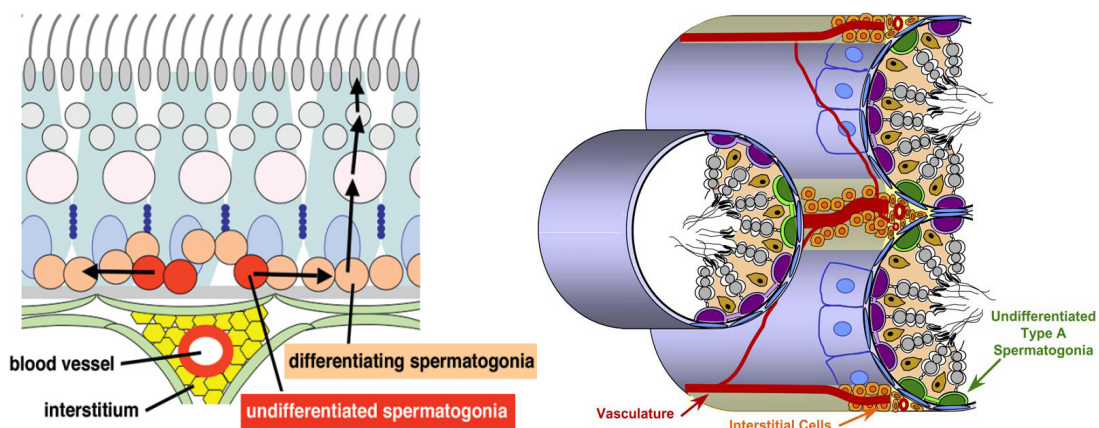 blood vessel
interstitium
differentiating spermatogonia
undifferentiated spermatogonia
Undifferentiated
Type A
Spermatogonia
Vasculature
Interstitial Cells